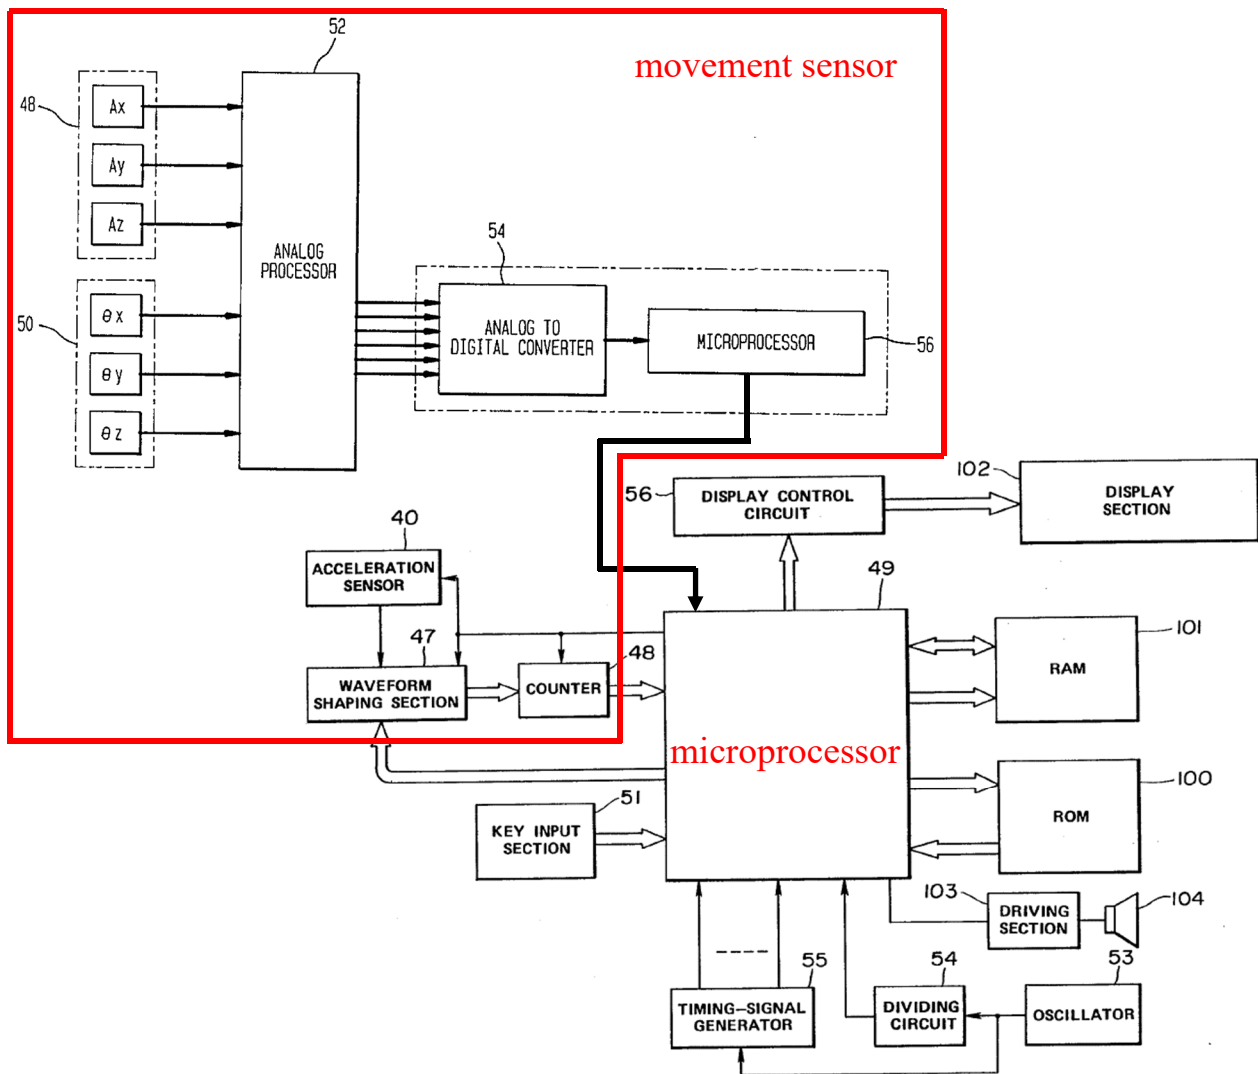 52
movement sensor
48
Ax
Ay
Az
ANALOG
PROCESSOR
54
50
θx
θy
θz
ANALOG TO
DIGITAL CONVERTER
MICROPROCESSOR
56
102
56
DISPLAY CONTROL
CIRCUIT
DISPLAY
SECTION
40
ACCELERATION
SENSOR
49
47
48
101
WAVEFORM
SHAPING SECTION
COUNTER
RAM
microprocessor
51
100
KEY INPUT
SECTION
ROM
103
104
DRIVING
SECTION
55
54
53
TIMING-SIGNAL
GENERATOR
DIVIDING
CIRCUIT
OSCILLATOR